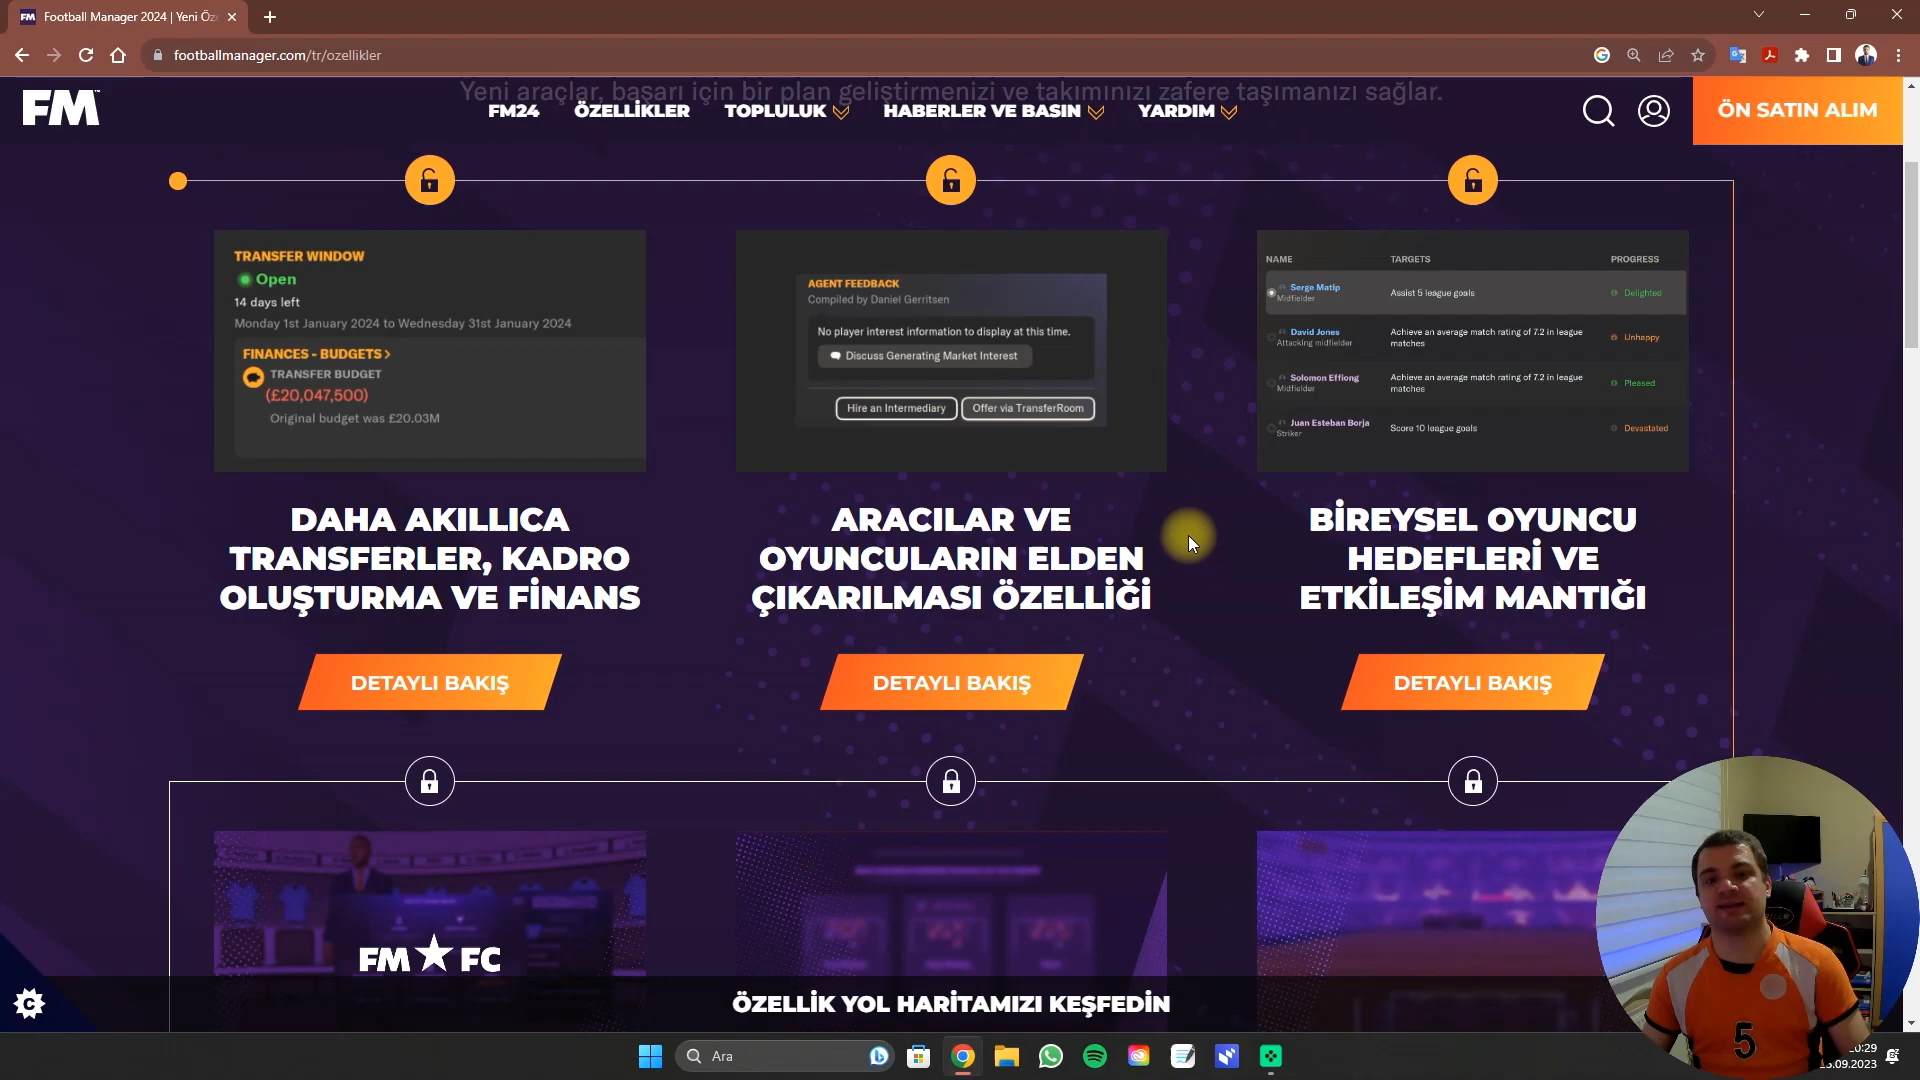 Football Manager 2024 | Yeni Öz
footballmanager.com/tr/ozellikler
Yeni araçlar, başarı için bir plan geliştirmenizi ve takımınızı zafere taşımanızı sağlar.
FM
FM24
ÖZELLİKLER
TOPLULUK
HABERLER VE BASIN
YARDIM
ÖN SATIN ALIM
TRANSFER WINDOW
Open
14 days left
Monday 1st January 2024 to Wednesday 31st January 2024
FINANCES - BUDGETS >
TRANSFER BUDGET
(£20,047,500)
Original budget was £20.03M
AGENT FEEDBACK
Compiled by Daniel Gerritsen
No player interest information to display at this time.
Discuss Generating Market Interest
Hire an Intermediary
Offer via TransferRoom
NAME TARGETS PROGRESS
Serge Matip
Midfielder
Assist 5 league goals
Delighted
David Jones
Attacking midfielder
Achieve an average match rating of 7.2 in league
matches
Unhappy
Solomon Effiong
Midfielder
Achieve an average match rating of 7.2 in league
matches
Pleased
Juan Esteban Borja
Striker
Score 10 league goals
Devastated
DAHA AKILLICA
TRANSFERLER, KADRO
OLUŞTURMA VE FİNANS
DETAYLI BAKIŞ
ARACILAR VE
OYUNCULARIN ELDEN
ÇIKARILMASI ÖZELLİĞİ
DETAYLI BAKIŞ
BİREYSEL OYUNCU
HEDEFLERİ VE
ETKİLEŞİM MANTIĞI
DETAYLI BAKIŞ
FM FC
ÖZELLİK YOL HARİTAMIZI KEŞFEDİN
5
Ara
:29
.09.2023